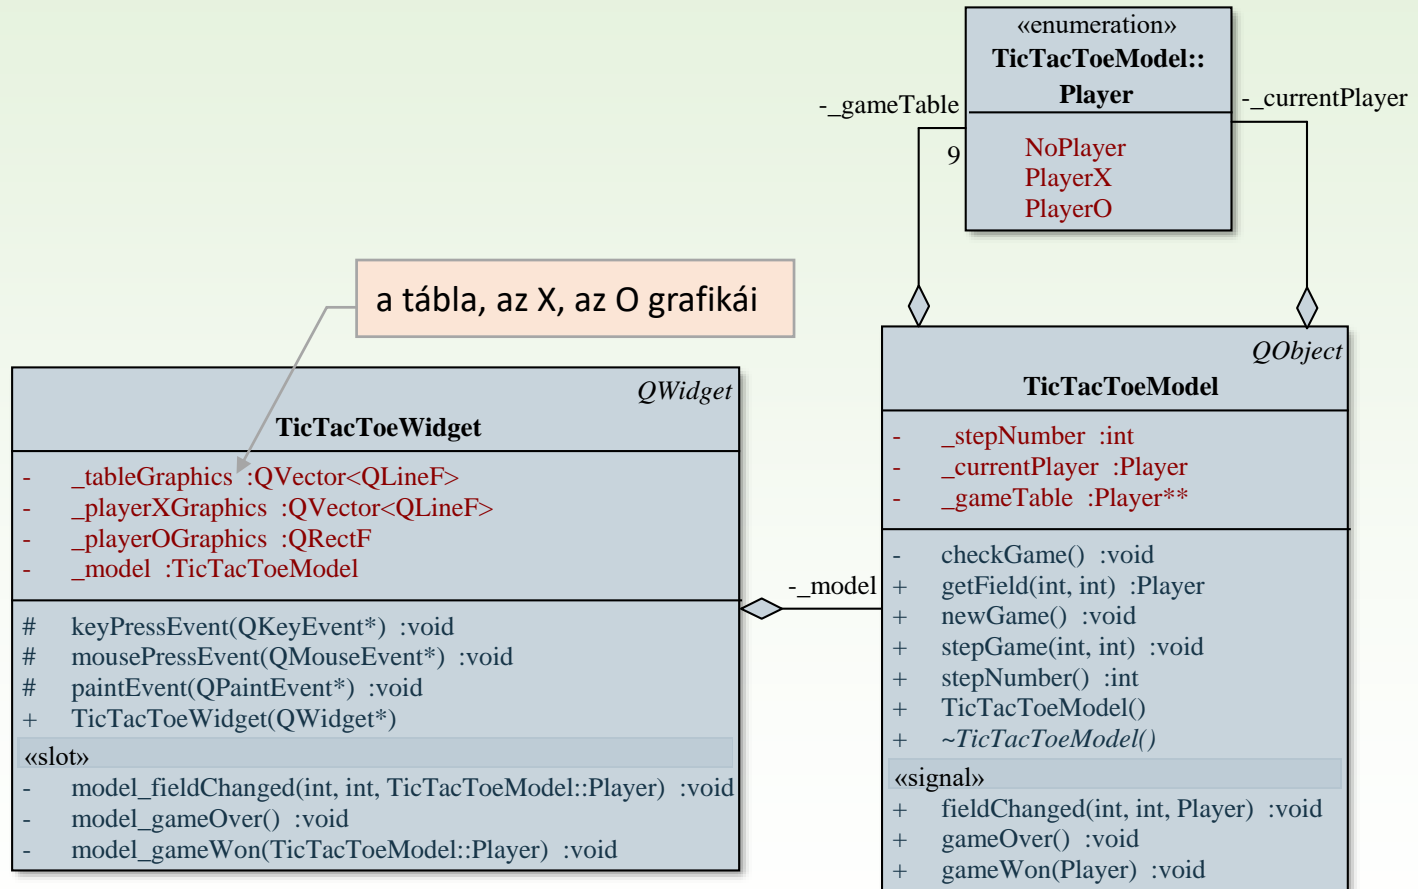 «enumeration»
TicTacToeModel::
Player
-_gameTable
-_currentPlayer
9
NoPlayer
PlayerX
PlayerO
a tábla, az X, az O grafikái
QWidget
TicTacToeWidget
- _tableGraphics :QVector<QLineF>
- _playerXGraphics :QVector<QLineF>
- _playerOGraphics :QRectF
- _model :TicTacToeModel
# keyPressEvent(QKeyEvent*) :void
# mousePressEvent(QMouseEvent*) :void
# paintEvent(QPaintEvent*) :void
+ TicTacToeWidget(QWidget*)
«slot»
- model_fieldChanged(int, int, TicTacToeModel::Player) :void
- model_gameOver() :void
- model_gameWon(TicTacToeModel::Player) :void
-_model
QObject
TicTacToeModel
- _stepNumber :int
- _currentPlayer :Player
- _gameTable :Player**
- checkGame() :void
+ getField(int, int) :Player
+ newGame() :void
+ stepGame(int, int) :void
+ stepNumber() :int
+ TicTacToeModel()
+ ~TicTacToeModel()
«signal»
+ fieldChanged(int, int, Player) :void
+ gameOver() :void
+ gameWon(Player) :void